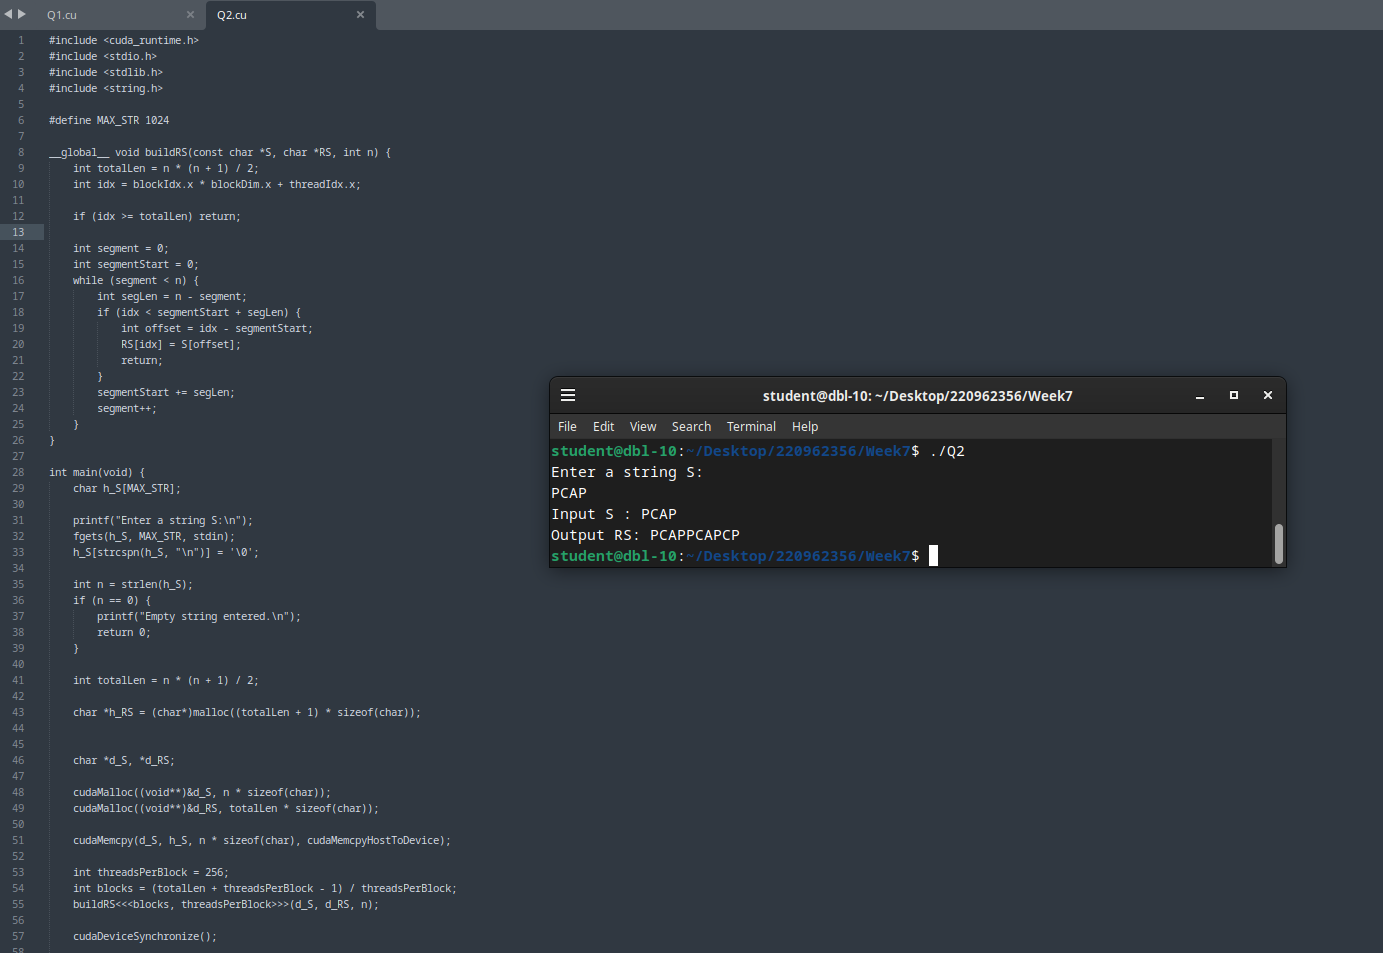 Q1.cu × Q2.cu ×
1 #include <cuda_runtime.h>
2 #include <stdio.h>
3 #include <stdlib.h>
4 #include <string.h>
5
6 #define MAX_STR 1024
7
8 __global__ void buildRS(const char *S, char *RS, int n) {
9     int totalLen = n * (n + 1) / 2;
10     int idx = blockIdx.x * blockDim.x + threadIdx.x;
11
12     if (idx >= totalLen) return;
13
14     int segment = 0;
15     int segmentStart = 0;
16     while (segment < n) {
17         int segLen = n - segment;
18         if (idx < segmentStart + segLen) {
19             int offset = idx - segmentStart;
20             RS[idx] = S[offset];
21             return;
22         }
23         segmentStart += segLen;
24         segment++;
25     }
26 }
27
28 int main(void) {
29     char h_S[MAX_STR];
30
31     printf("Enter a string S:\n");
32     fgets(h_S, MAX_STR, stdin);
33     h_S[strcspn(h_S, "\n")] = '\0';
34
35     int n = strlen(h_S);
36     if (n == 0) {
37         printf("Empty string entered.\n");
38         return 0;
39     }
40
41     int totalLen = n * (n + 1) / 2;
42
43     char *h_RS = (char*)malloc((totalLen + 1) * sizeof(char));
44
45
46     char *d_S, *d_RS;
47
48     cudaMalloc((void**)&d_S, n * sizeof(char));
49     cudaMalloc((void**)&d_RS, totalLen * sizeof(char));
50
51     cudaMemcpy(d_S, h_S, n * sizeof(char), cudaMemcpyHostToDevice);
52
53     int threadsPerBlock = 256;
54     int blocks = (totalLen + threadsPerBlock - 1) / threadsPerBlock;
55     buildRS<<<blocks, threadsPerBlock>>>(d_S, d_RS, n);
56
57     cudaDeviceSynchronize();
58
student@dbl-10: ~/Desktop/220962356/Week7
File Edit View Search Terminal Help
student@dbl-10:~/Desktop/220962356/Week7$ ./Q2
Enter a string S:
PCAP
Input S : PCAP
Output RS: PCAPPCAPCP
student@dbl-10:~/Desktop/220962356/Week7$